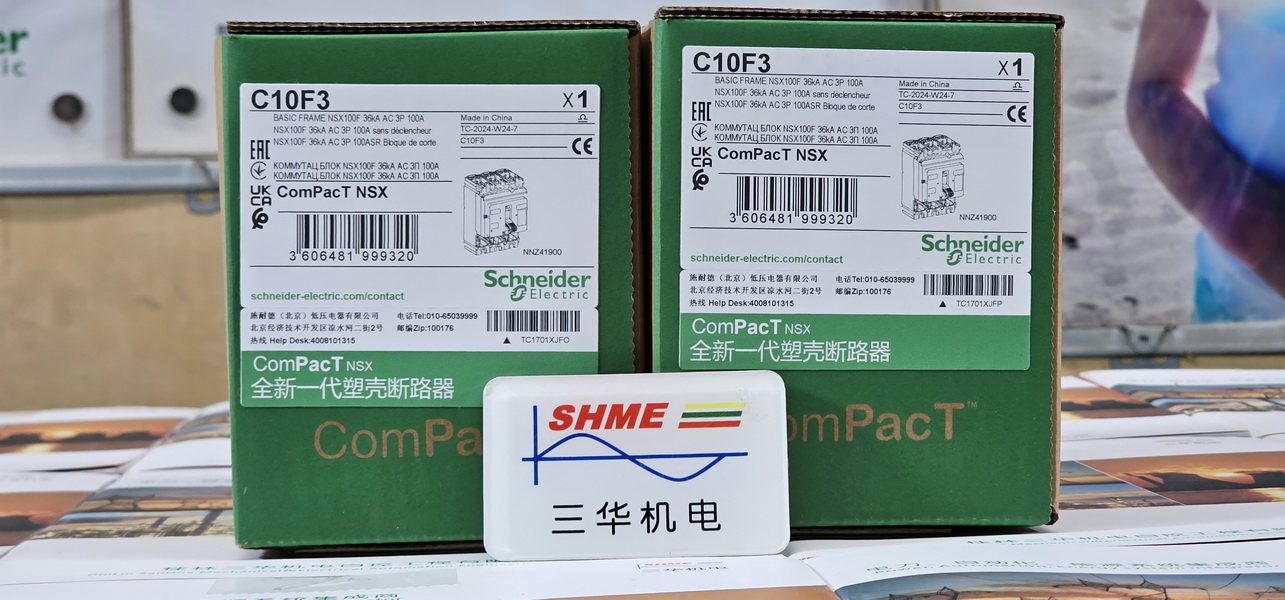 C10F3
X1
BASIC FRAME NSX100F 36kA AC 3P 100A
NSX100F 36kA AC 3P 100A sans déclencheur
NSX100F 36kA AC 3P 100ASR Bloque de corte
Made in China
TC-2024-W24-7
C10F3
CE
EAC
КОММУТАЦ.БЛОК NSX100F 36kA AC 3П 100A
КОММУТАЦ.БЛОК NSX100F 36kA AC 3П 100A
UK
CA
ComPacT NSX
3 606481 999320
NNZ41900
Schneider
Electric
schneider-electric.com/contact
施耐德（北京）低压电器有限公司 电话Tel:010-65039999
北京经济技术开发区凉水河二街2号 邮编Zip:100176
热线 Help Desk:4008101315
▲ TC1701XJFO
ComPacT NSX
全新一代塑壳断路器
ComPa
C10F3
X1
BASIC FRAME NSX100F 36kA AC 3P 100A
NSX100F 36kA AC 3P 100A sans déclencheur
NSX100F 36kA AC 3P 100ASR Bloque de corte
Made in China
TC-2024-W24-7
C10F3
CE
EAC
КОММУТАЦ.БЛОК NSX100F 36kA AC 3П 100A
КОММУТАЦ.БЛОК NSX100F 36kA AC 3П 100A
UK
CA
ComPacT NSX
3 606481 999320
NNZ41900
Schneider
Electric
schneider-electric.com/contact
施耐德（北京）低压电器有限公司 电话Tel:010-65039999
北京经济技术开发区凉水河二街2号 邮编Zip:100176
热线 Help Desk:4008101315
▲ TC1701XJFP
ComPacT NSX
全新一代塑壳断路器
omPacT™
SHME
三华机电